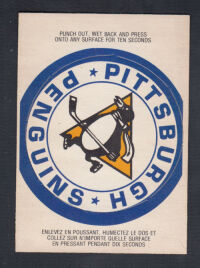 PUNCH OUT, WET BACK AND PRESS
ONTO ANY SURFACE FOR TEN SECONDS
PITTSBURGH ★ PENGUINS ★
ENLEVEZ EN POUSSANT. HUMECTEZ LE DOS ET
COLLEZ SUR N'IMPORTE QUELLE SURFACE
EN PRESSANT PENDANT DIX SECONDS